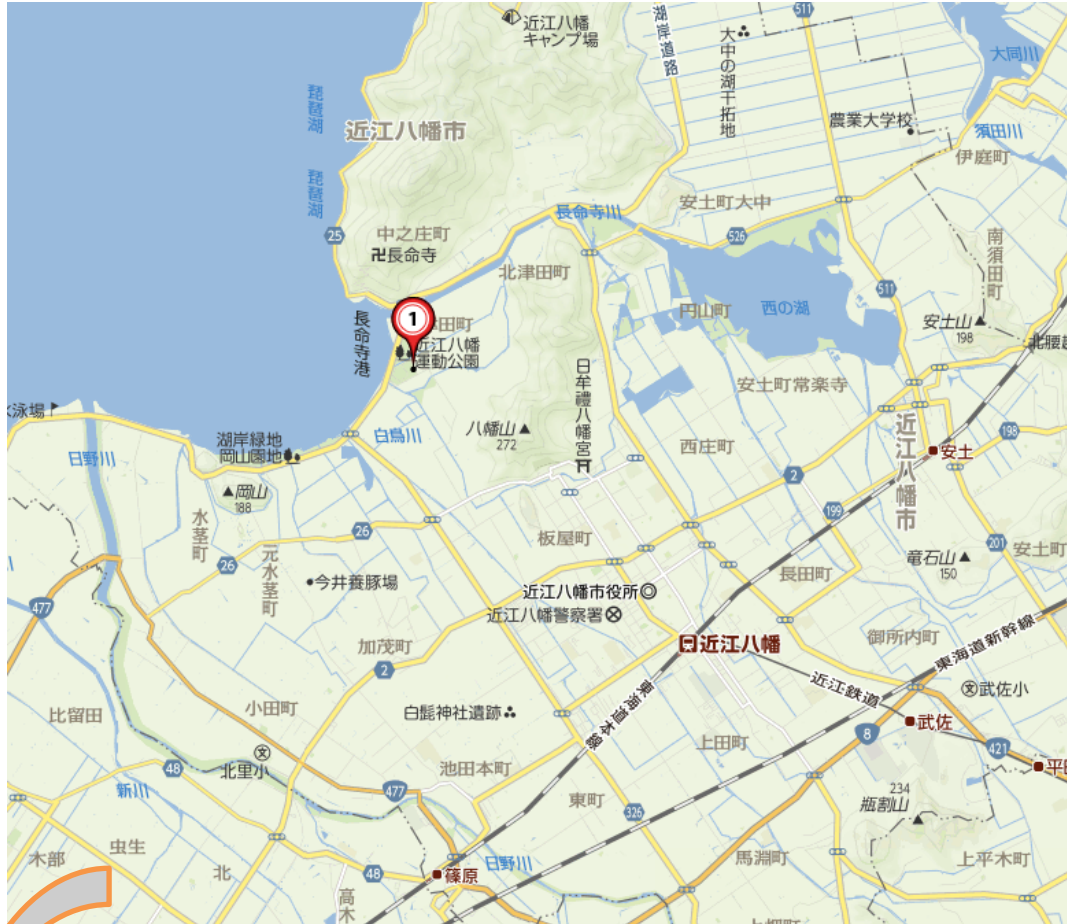 近江八幡
キャンプ場
湖岸道路
大中の湖干拓地
511
大同川
農業大学校
須田川
伊庭町
琵琶湖
近江八幡市
琵琶湖
安土町大中
長命寺川
25
中之庄町
卍長命寺
526
南須田町
北津田町
511
円山町
西の湖
安土山
198
北腰越
1
田町
長命寺港
近江八幡
運動公園
日牟禮八幡宮
安土町常楽寺
水泳場
湖岸緑地
岡山園地
白鳥川
八幡山
272
西庄町
近江八幡市
198
日野川
安土
2
岡山
188
水茎町
26
板屋町
199
元水茎町
26
201
安土町
竜石山
150
長田町
今井養豚場
近江八幡市役所
近江八幡警察署
477
加茂町
近江八幡
御所内町
東海道新幹線
2
近江鉄道
武佐小
比留田
小田町
白髭神社遺跡
東海道本線
武佐
上田町
8
421
平田
北里小
48
池田本町
新川
477
東町
326
234
瓶割山
木部
虫生
北
日野川
馬淵町
上平木町
48
篠原
高木